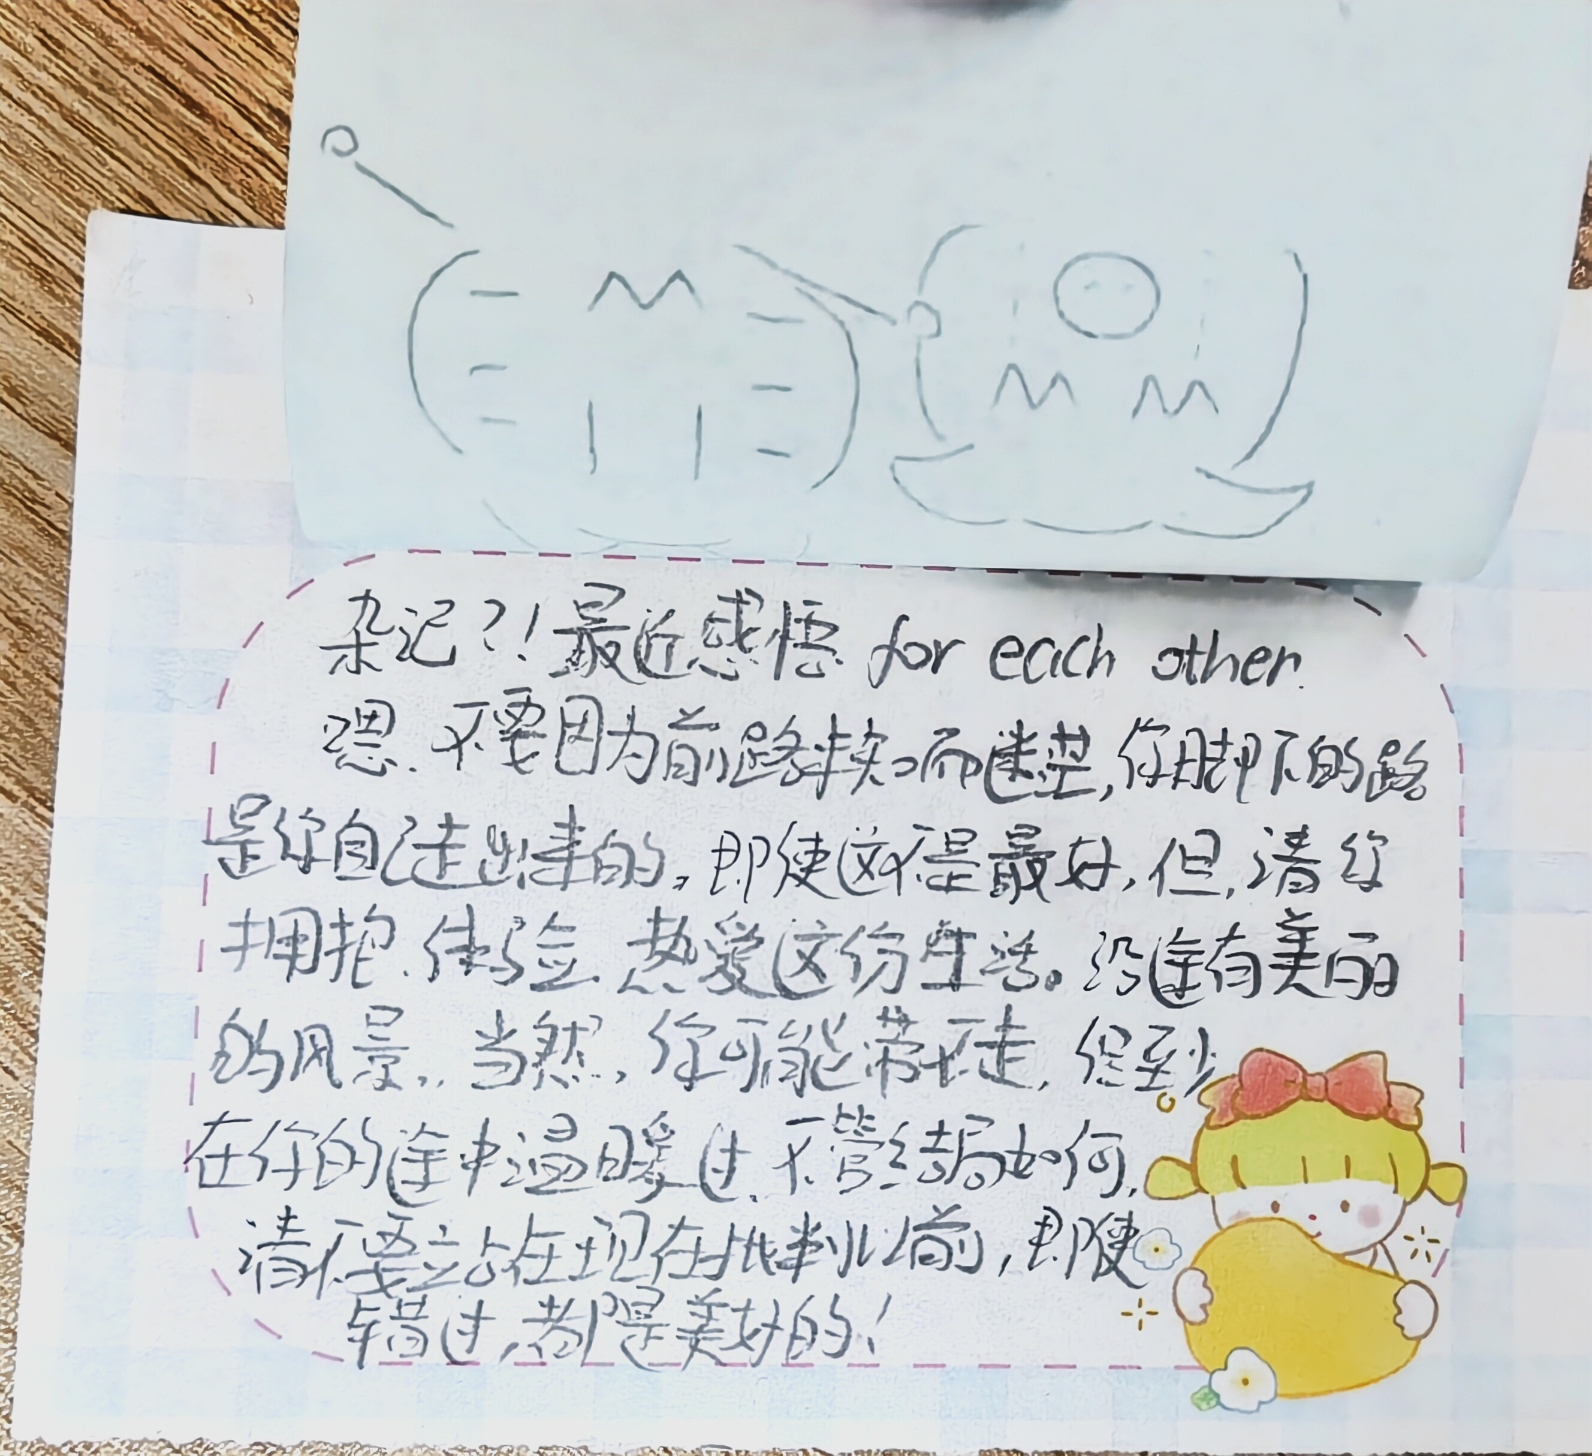 杂记?!最近感悟 for each other.
嗯.不要因为前路未知而迷茫,你脚下的路
是你自己走出来的,即使这不是最好,但,请你
拥抱.体验.热爱这份生活。沿途有美丽
的风景..当然,你可能带不走,但至少
在你的途中温暖过.不管结局如何,
请不要站在现在批判以前,即使
错过,都是美好的!